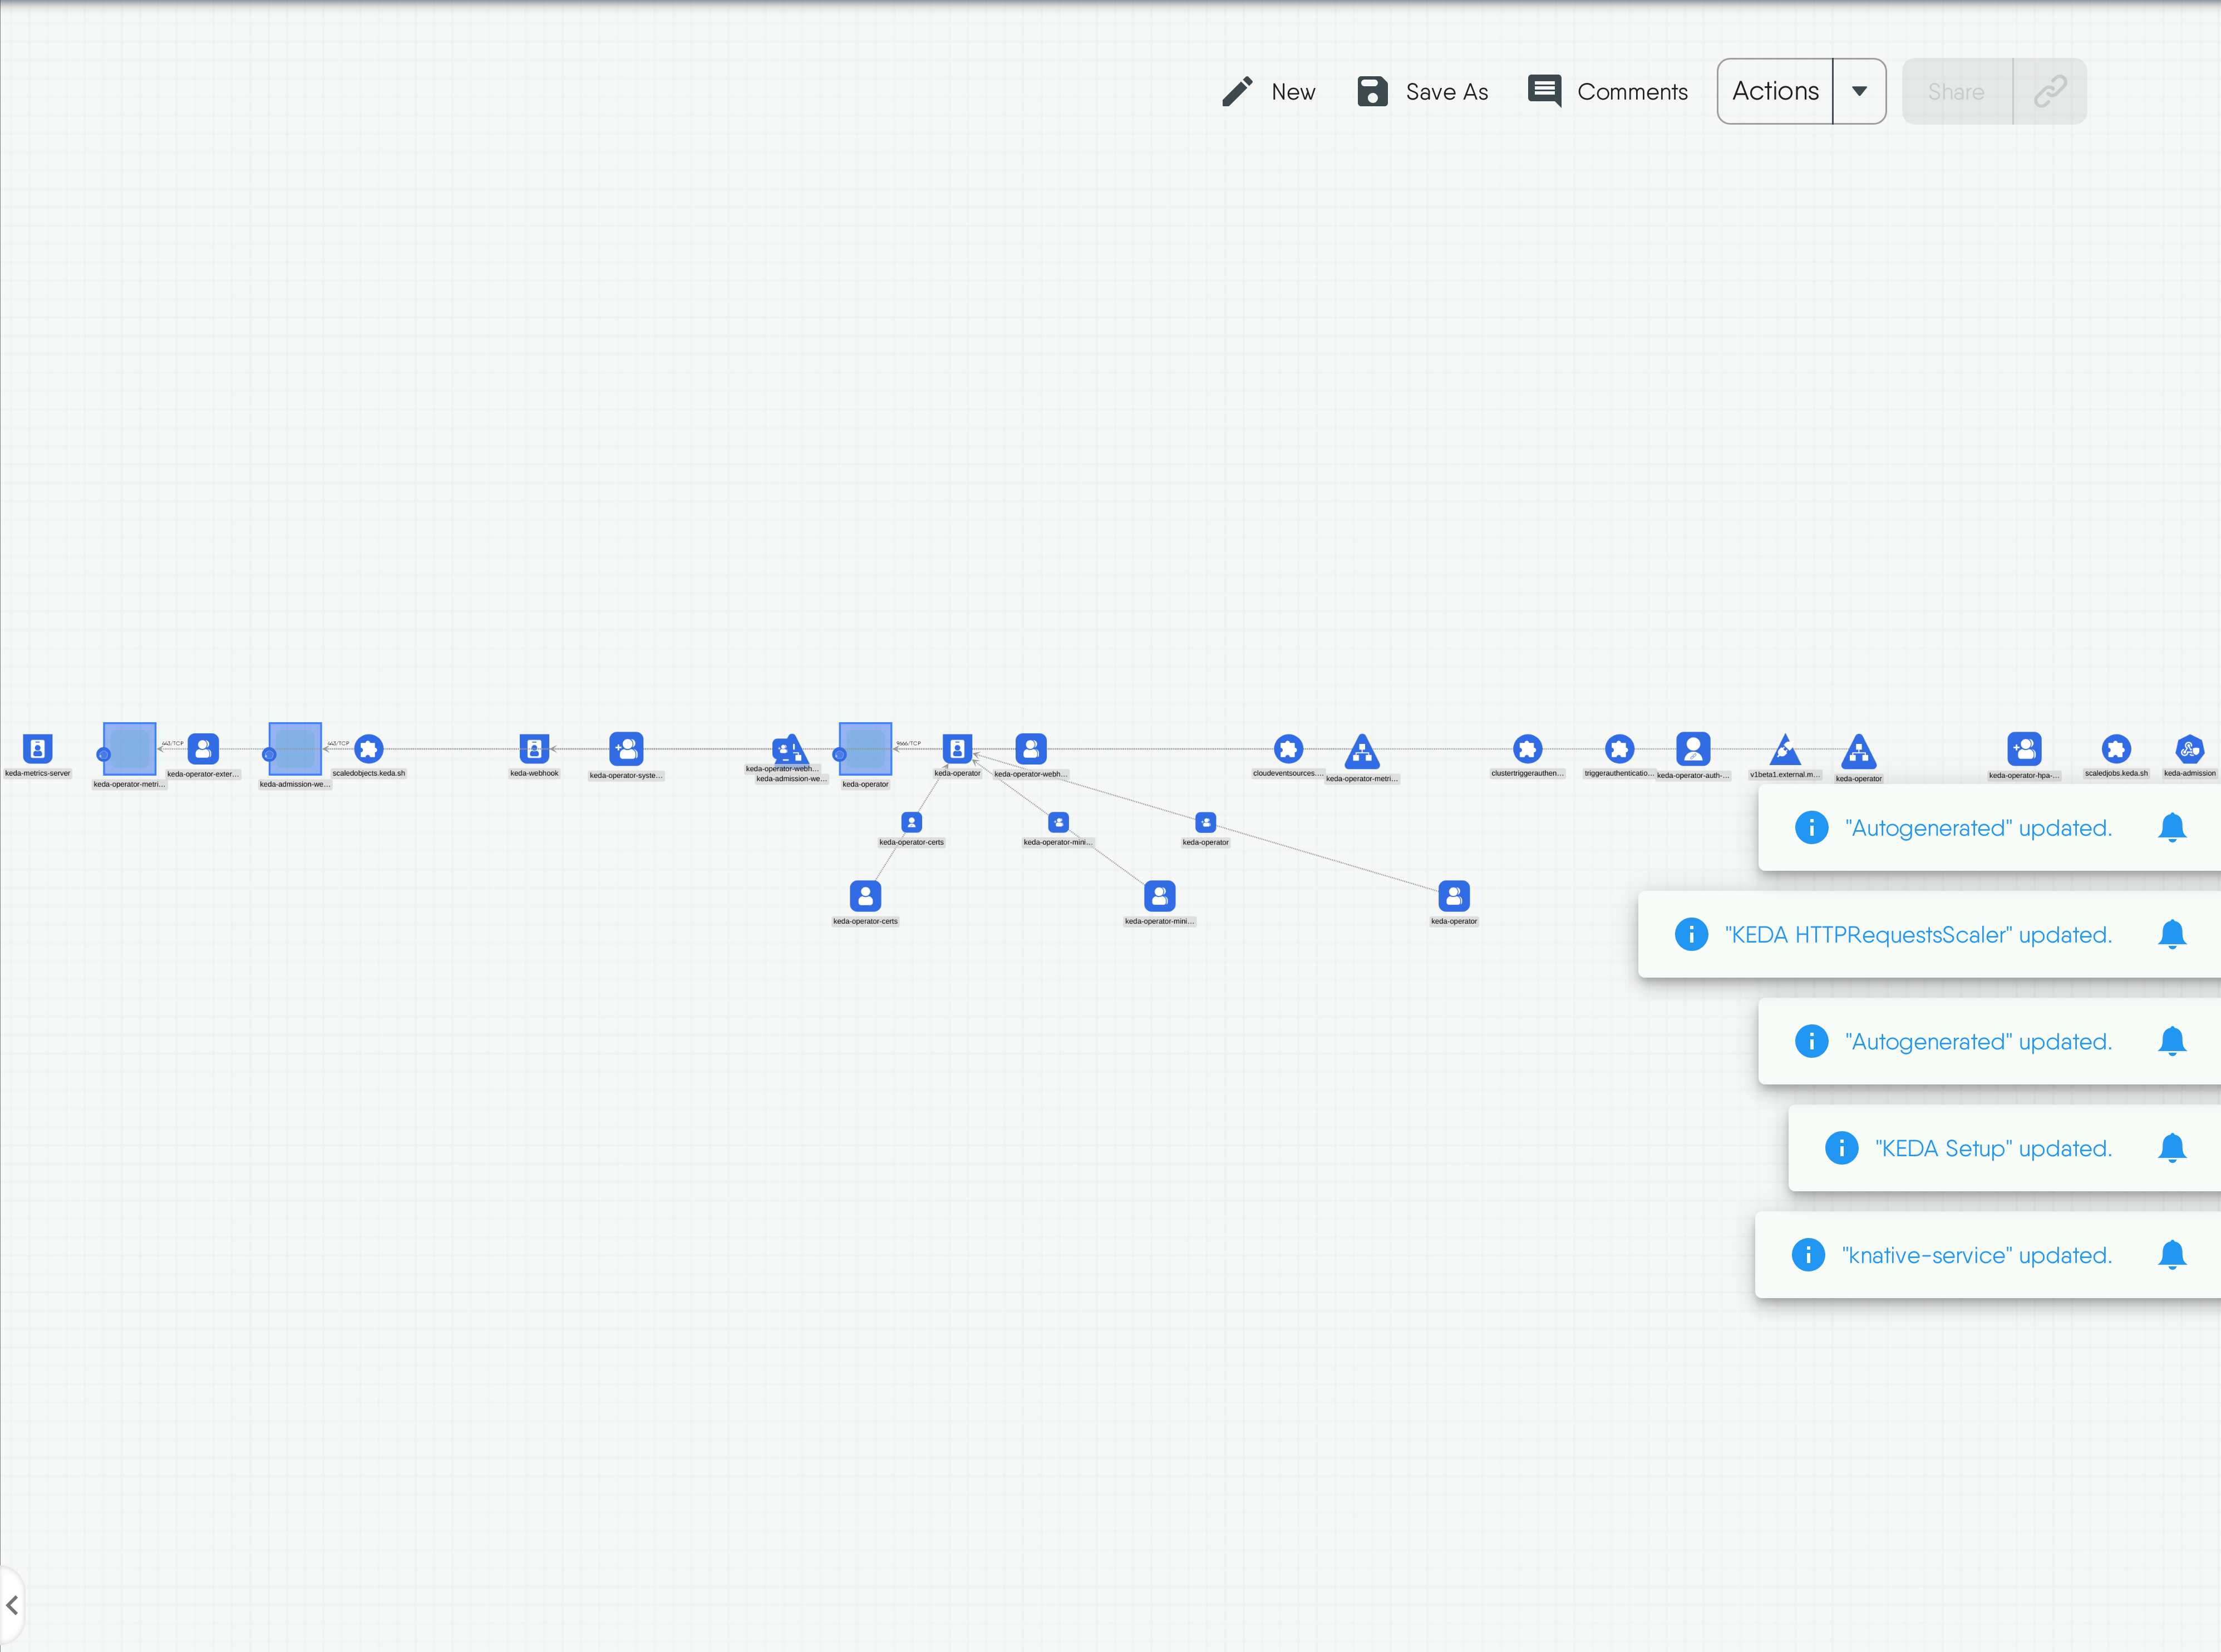 New
Save As
Comments
Actions
Share
443/TCP
443/TCP
9666/TCP
keda-metrics-server
keda-operator-metri...
keda-operator-exter...
keda-admission-we...
scaledobjects.keda.sh
keda-webhook
keda-operator-syste...
keda-operator-webh...
keda-admission-we...
keda-operator
keda-operator
keda-operator-webh...
cloudeventsources....
keda-operator-metri...
clustertriggerauthen...
triggerauthenticatio...
keda-operator-auth-...
v1beta1.external.m...
keda-operator
keda-operator-hpa-...
scaledjobs.keda.sh
keda-admission
keda-operator-certs
keda-operator-mini...
keda-operator
keda-operator-certs
keda-operator-mini...
keda-operator
"Autogenerated" updated.
"KEDA HTTPRequestsScaler" updated.
"Autogenerated" updated.
"KEDA Setup" updated.
"knative-service" updated.